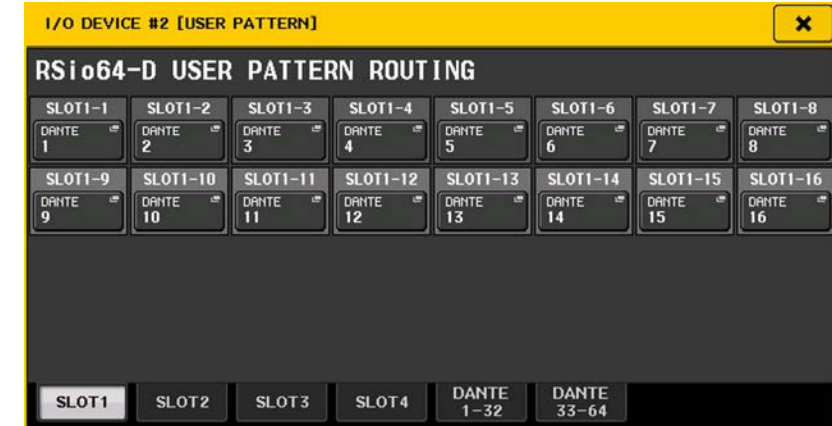 I/O DEVICE #2 [USER PATTERN]
RSio64-D USER PATTERN ROUTING
SLOT1-1 SLOT1-2 SLOT1-3 SLOT1-4 SLOT1-5 SLOT1-6 SLOT1-7 SLOT1-8
DANTE DANTE DANTE DANTE DANTE DANTE DANTE DANTE
1 2 3 4 5 6 7 8
SLOT1-9 SLOT1-10 SLOT1-11 SLOT1-12 SLOT1-13 SLOT1-14 SLOT1-15 SLOT1-16
DANTE DANTE DANTE DANTE DANTE DANTE DANTE DANTE
9 10 11 12 13 14 15 16
SLOT1 SLOT2 SLOT3 SLOT4 DANTE DANTE
1-32 33-64